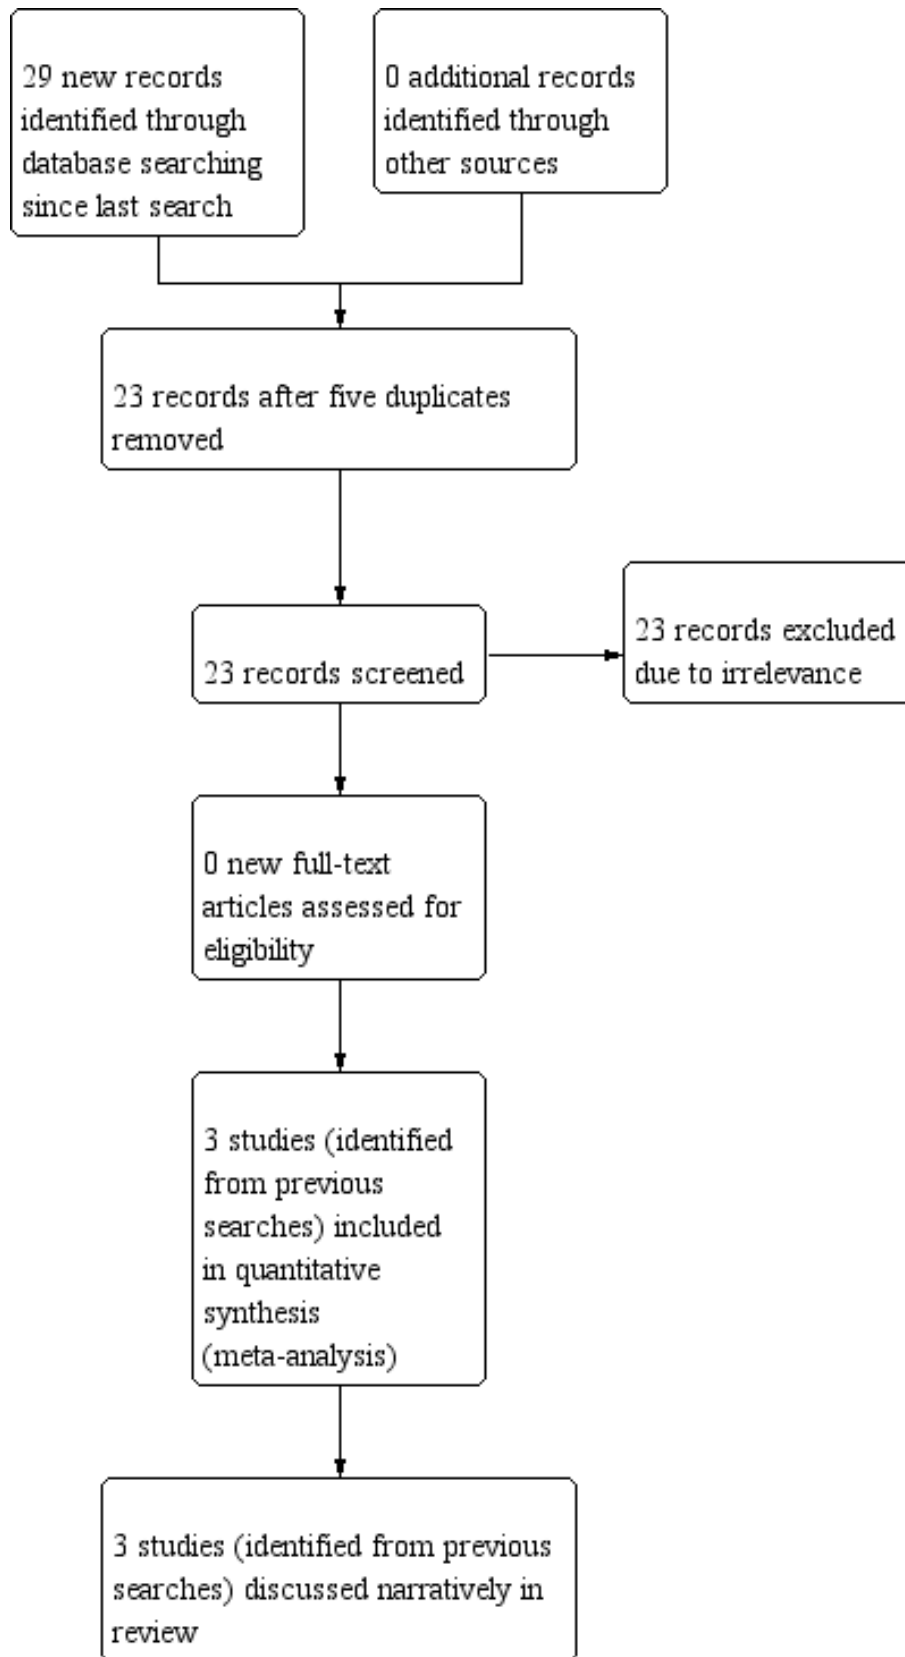 29 new records
identified through
database searching
since last search
0 additional records
identified through
other sources
23 records after five duplicates
removed
23 records screened
23 records excluded
due to irrelevance
0 new full-text
articles assessed for
eligibility
3 studies (identified
from previous
searches) included
in quantitative
synthesis
(meta-analysis)
3 studies (identified from previous
searches) discussed narratively in
review